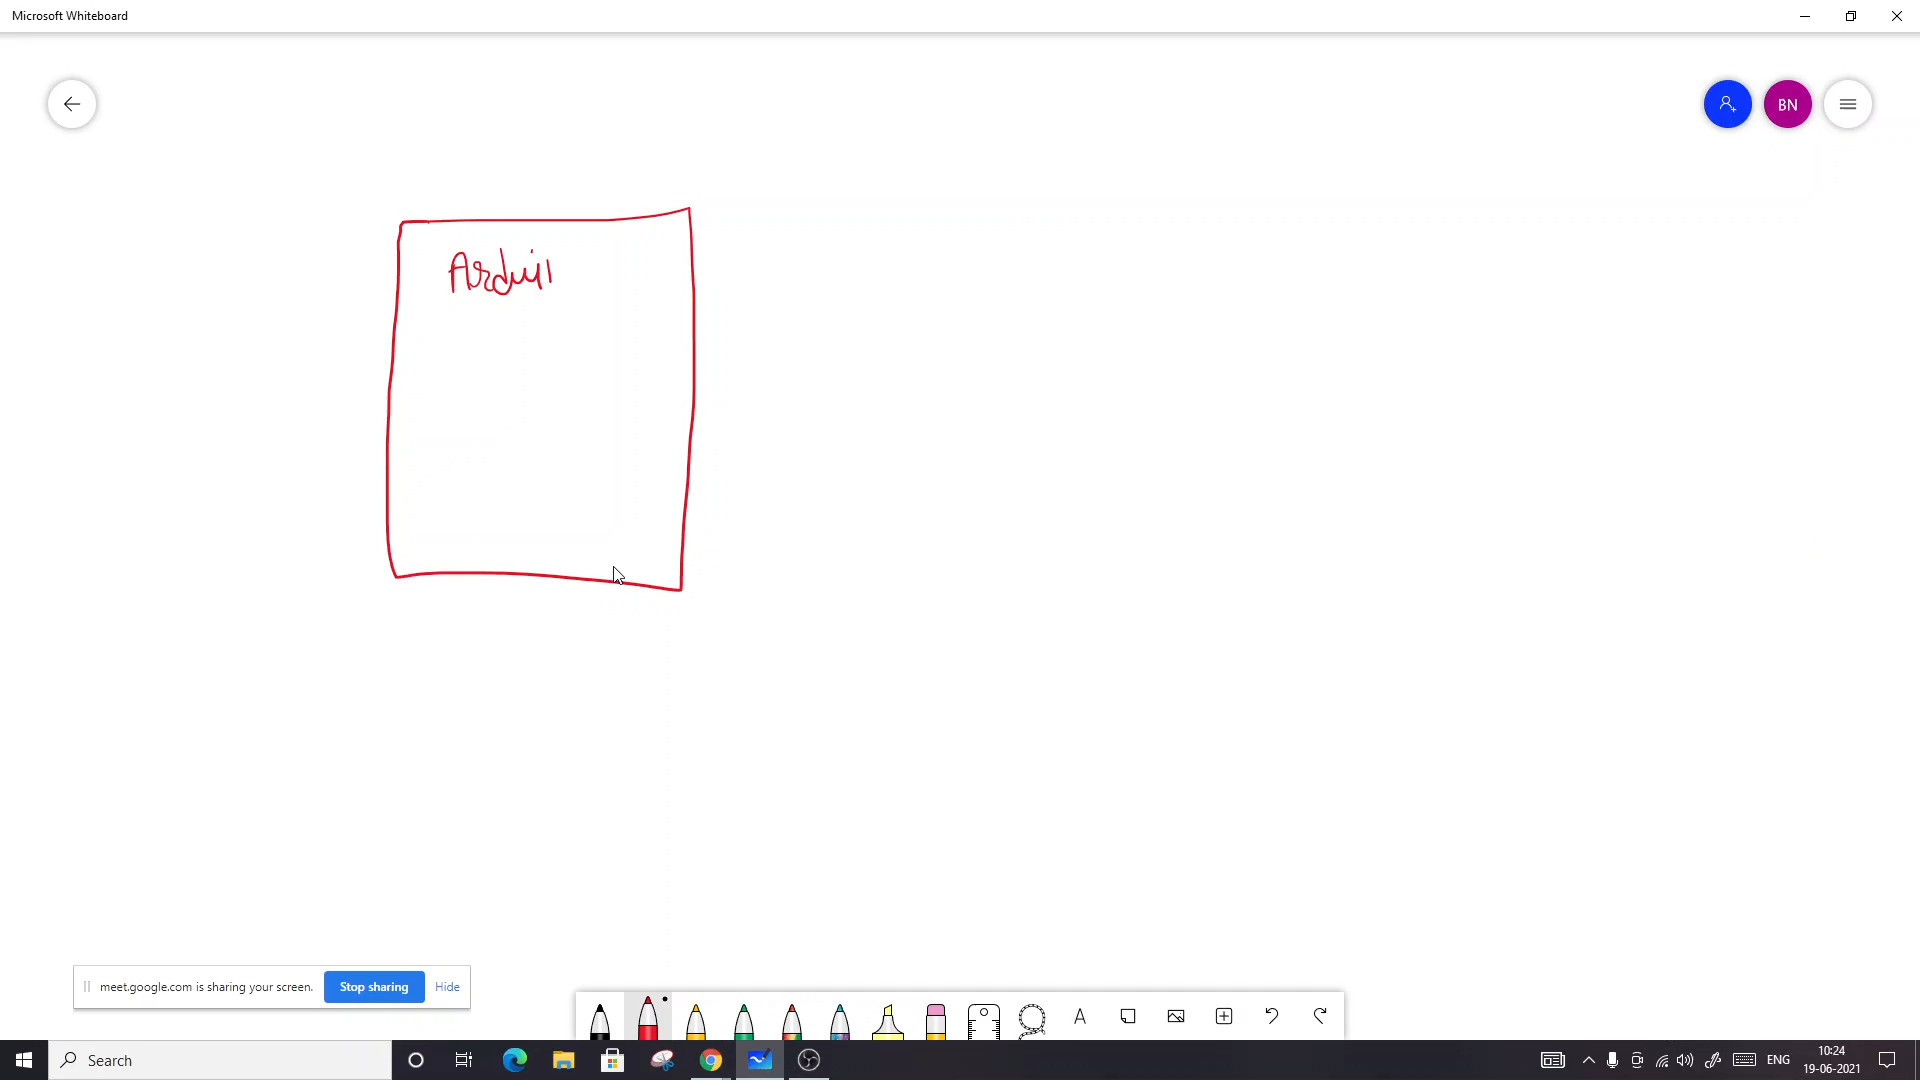 Microsoft Whiteboard
BN
Arduin
meet.google.com is sharing your screen.
Stop sharing
Hide
A
Search
ENG
10:24
19-06-2021